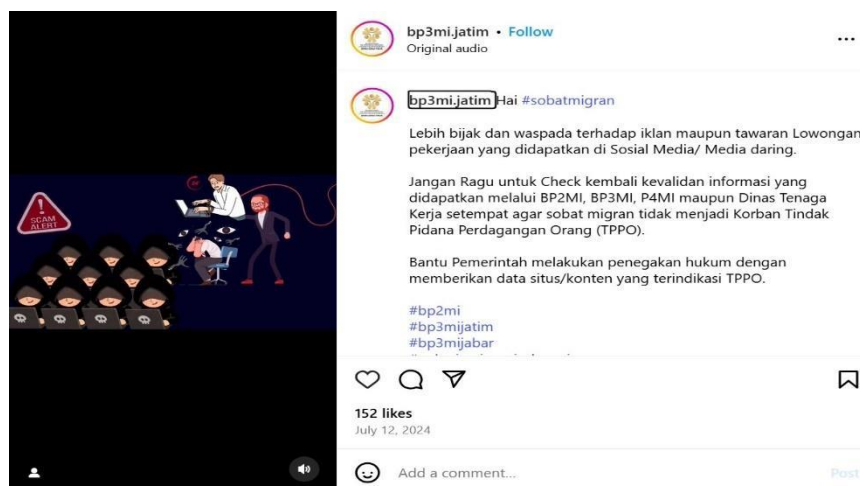 bp3mi.jatim • Follow
Original audio
...
bp3mi.jatim Hai #sobatmigran
Lebih bijak dan waspada terhadap iklan maupun tawaran Lowongan
pekerjaan yang didapatkan di Sosial Media/ Media daring.
Jangan Ragu untuk Check kembali kevalidan informasi yang
didapatkan melalui BP2MI, BP3MI, P4MI maupun Dinas Tenaga
Kerja setempat agar sobat migran tidak menjadi Korban Tindak
Pidana Perdagangan Orang (TPPO).
Bantu Pemerintah melakukan penegakan hukum dengan
memberikan data situs/konten yang terindikasi TPPO.
#bp2mi
#bp3mijatim
#bp3mijabar
152 likes
July 12, 2024
Add a comment...
Post
SCAM
ALERT